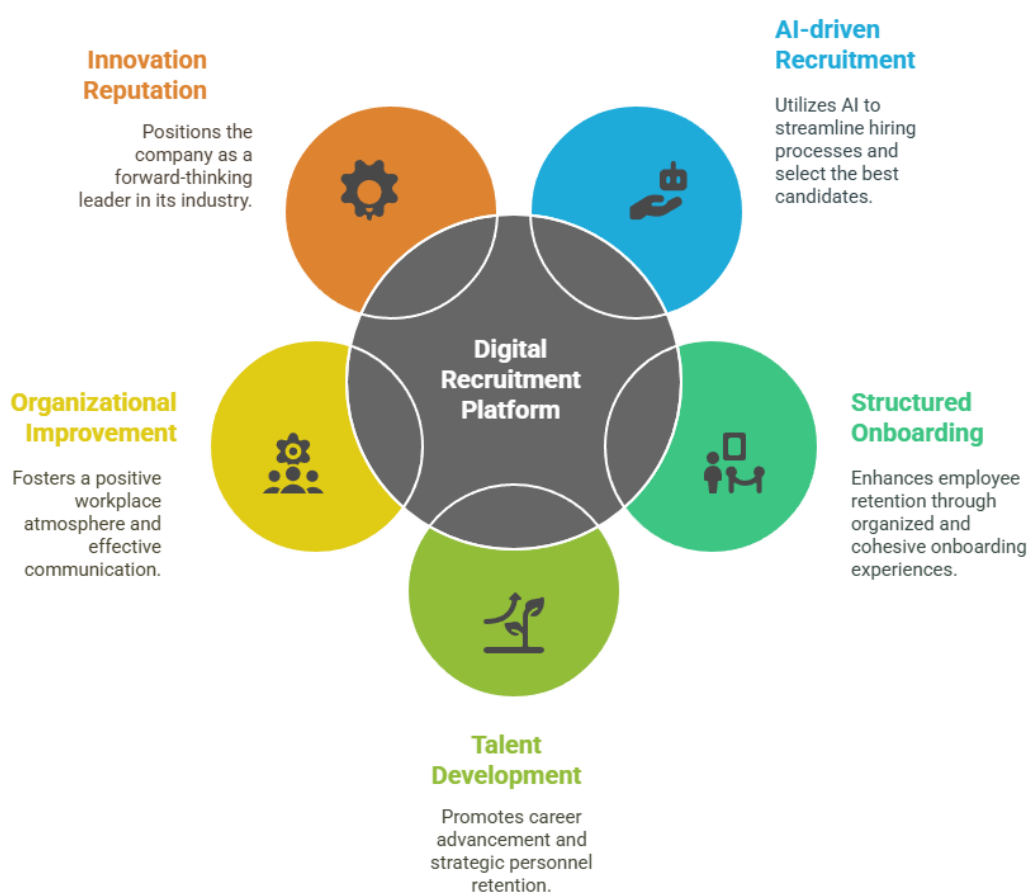 Innovation
Reputation
Positions the
company as a
forward-thinking
leader in its industry.
AI-driven
Recruitment
Utilizes AI to
streamline hiring
processes and
select the best
candidates.
Digital
Recruitment
Platform
Organizational
Improvement
Fosters a positive
workplace
atmosphere and
effective
communication.
Structured
Onboarding
Enhances employee
retention through
organized and
cohesive onboarding
experiences.
Talent
Development
Promotes career
advancement and
strategic personnel
retention.